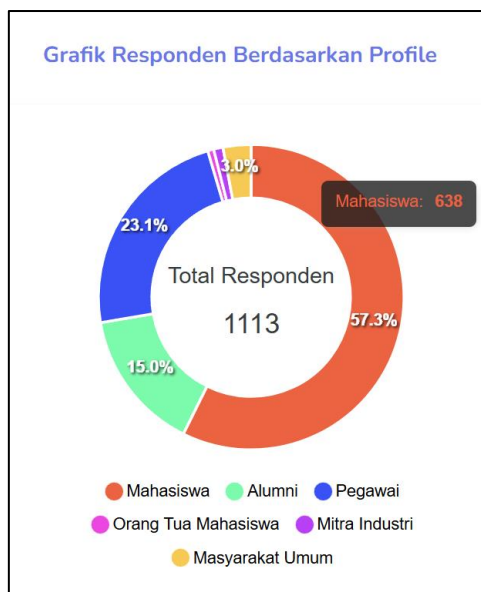 Grafik Responden Berdasarkan Profile
3.0%
Mahasiswa: 638
23.1%
Total Responden
1113
57.3%
15.0%
Mahasiswa Alumni Pegawai
Orang Tua Mahasiswa Mitra Industri
Masyarakat Umum